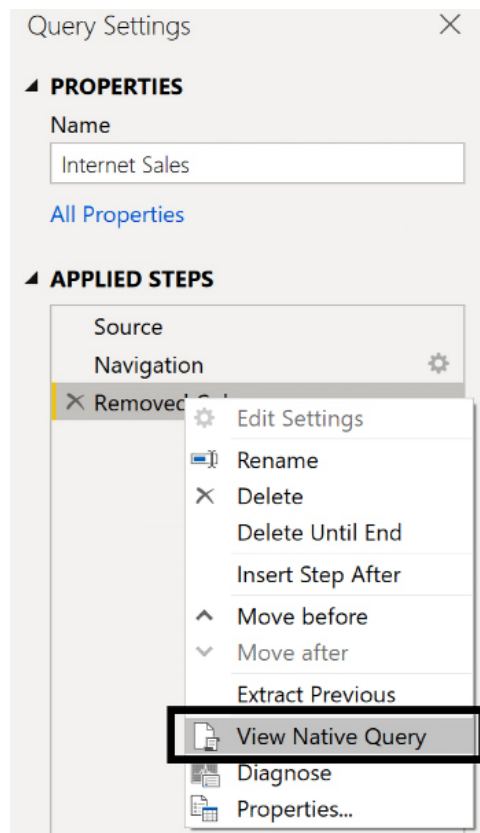 Query Settings
PROPERTIES
Name
Internet Sales
All Properties
APPLIED STEPS
Source
Navigation
Removed
Edit Settings
Rename
Delete
Delete Until End
Insert Step After
Move before
Move after
Extract Previous
View Native Query
Diagnose
Properties...